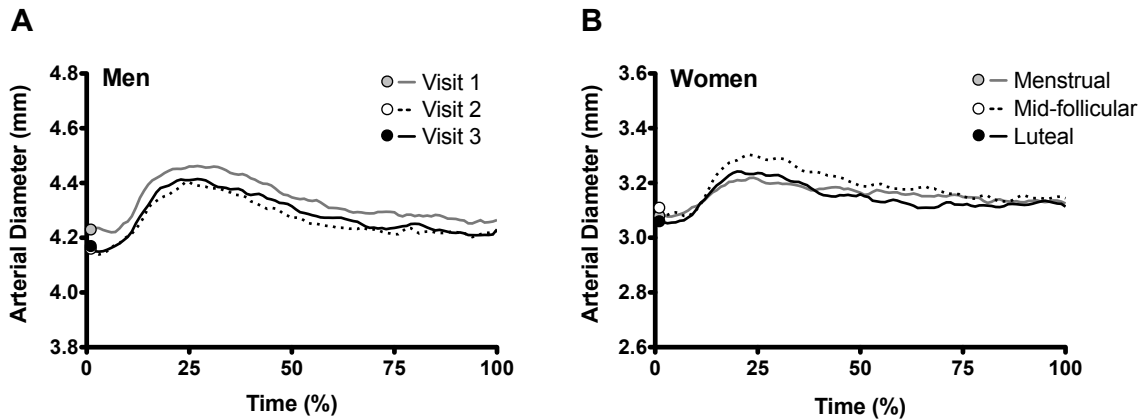 A
Men
Visit 1
Visit 2
Visit 3
Arterial Diameter (mm)
4.8
4.6
4.4
4.2
4.0
3.8
0
25
50
75
100
Time (%)
B
Women
Menstrual
Mid-follicular
Luteal
Arterial Diameter (mm)
3.6
3.4
3.2
3.0
2.8
2.6
0
25
50
75
100
Time (%)